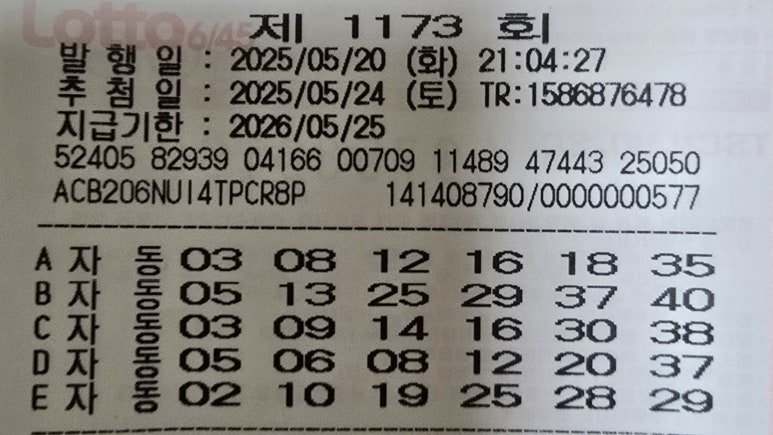 Lotto 6/45
제 1173 회
발 행 일 : 2025/05/20 (화) 21:04:27
추 첨 일 : 2025/05/24 (토) TR:1586876478
지급기한 : 2026/05/25
52405 82939 04166 00709 11489 47443 25050
ACB206NUI4TPCR8P 141408790/0000000577
A 자 동 03 08 12 16 18 35
B 자 동 05 13 25 29 37 40
C 자 동 03 09 14 16 30 38
D 자 동 05 06 08 12 20 37
E 자 동 02 10 19 25 28 29